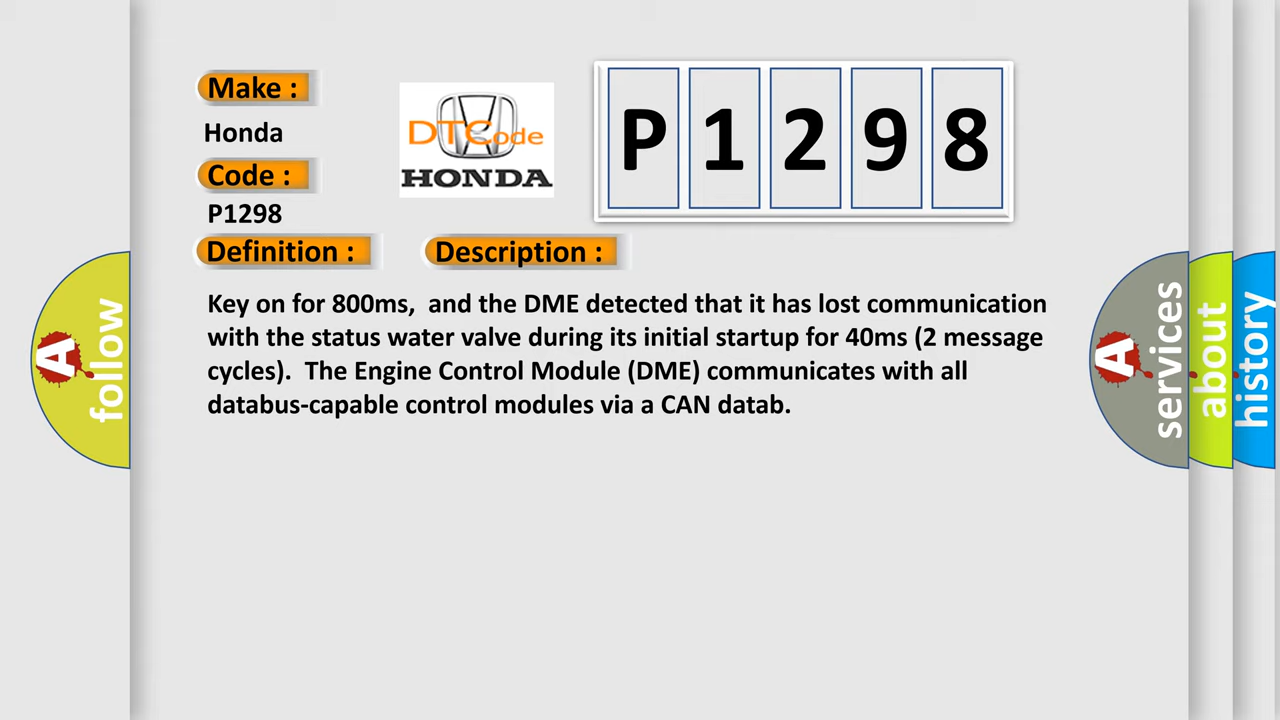 Make :
Honda
Code :
P1298
DTCode
HONDA
P 1 2 9 8
Definition :
Description :
Key on for 800ms,  and the DME detected that it has lost communication
with the status water valve during its initial startup for 40ms (2 message
cycles).  The Engine Control Module (DME) communicates with all
databus-capable control modules via a CAN datab.
A follow
A services
about
history